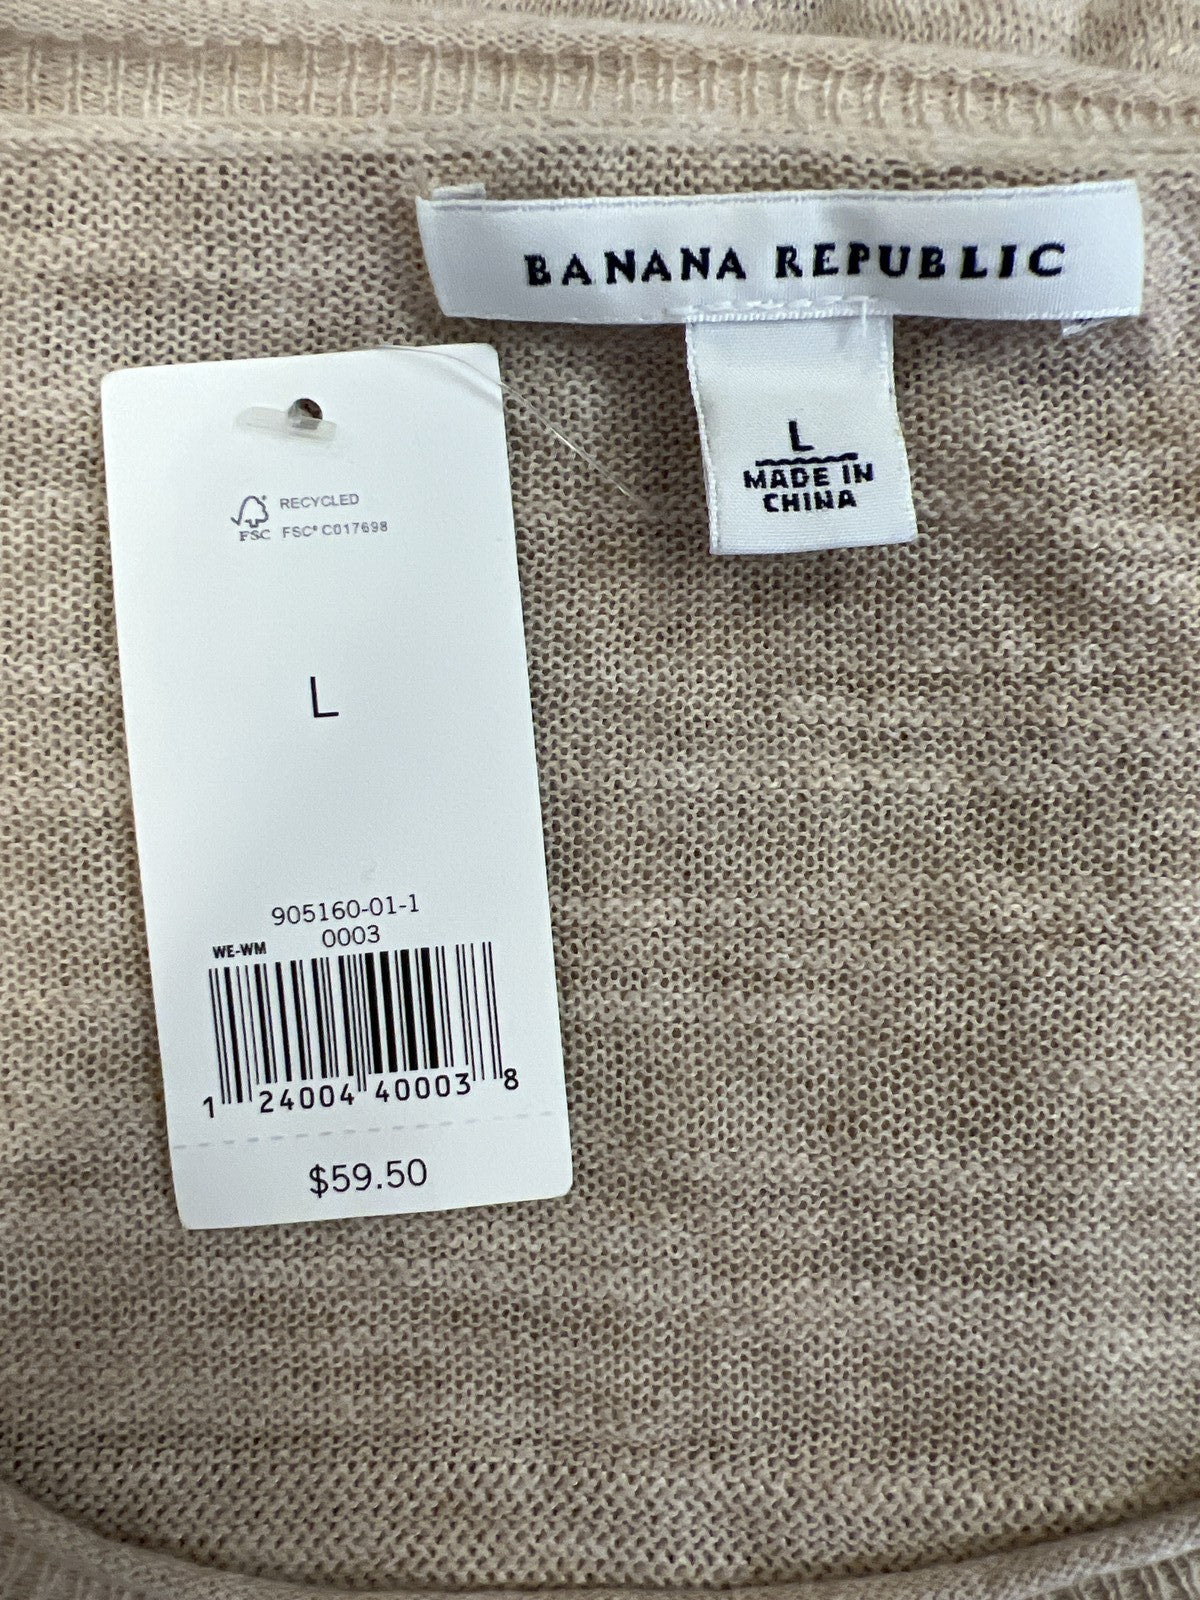 BANANA REPUBLIC
L
MADE IN
CHINA
RECYCLED
FSC FSC® C017698
L
905160-01-1
0003
WE-WM
1 24004 40003 8
$59.50